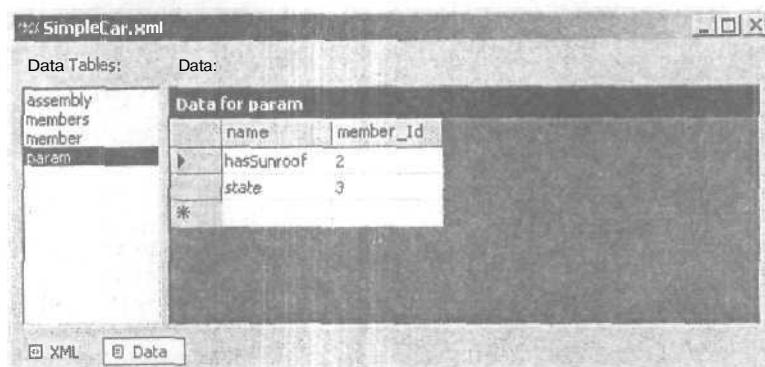 SimpleCar.xml
Data Tables: Data:
assembly
members
member
param
Data for param
name member_Id
hasSunroof 2
state 3
*
XML Data